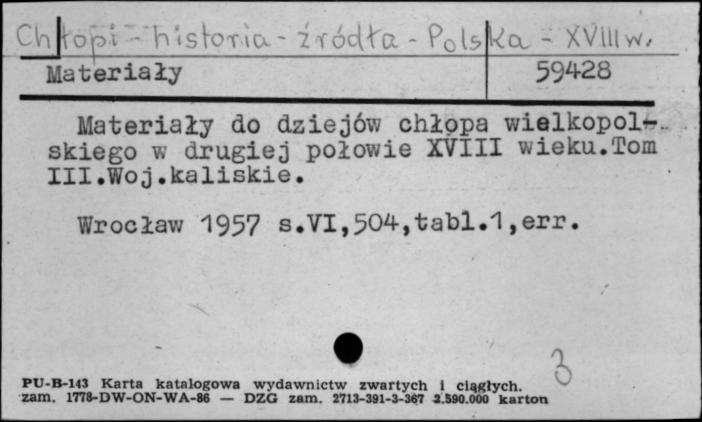 Chłopi - historia - źródła - Polska - XVIII w.
Materiały 59428
Materiały do dziejów chłopa wielkopol-
skiego w drugiej połowie XVIII wieku.Tom
III.Woj.kaliskie.
Wrocław 1957 s.VI,504,tabl.1,err.
3
PU-B-143 Karta katalogowa wydawnictw zwartych i ciągłych.
zam. 1778-DW-ON-WA-86 — DZG zam. 2713-391-3-367 2.590.000 karton